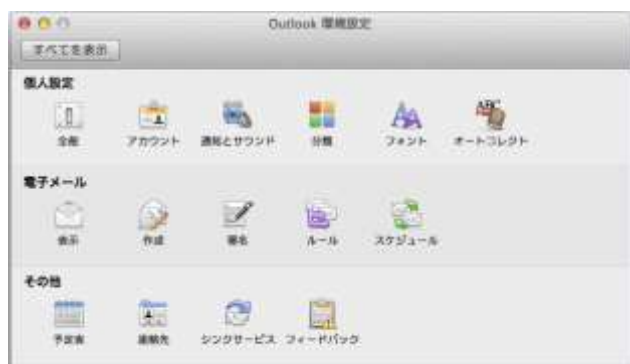 Outlook 環境設定
すべてを表示
個人設定
全般 アカウント 通知とサウンド 分類 フォント オートコレクト
ABC
電子メール
表示 作成 署名 ルール スケジュール
その他
予定表 連絡先 シンクサービス フィードバック